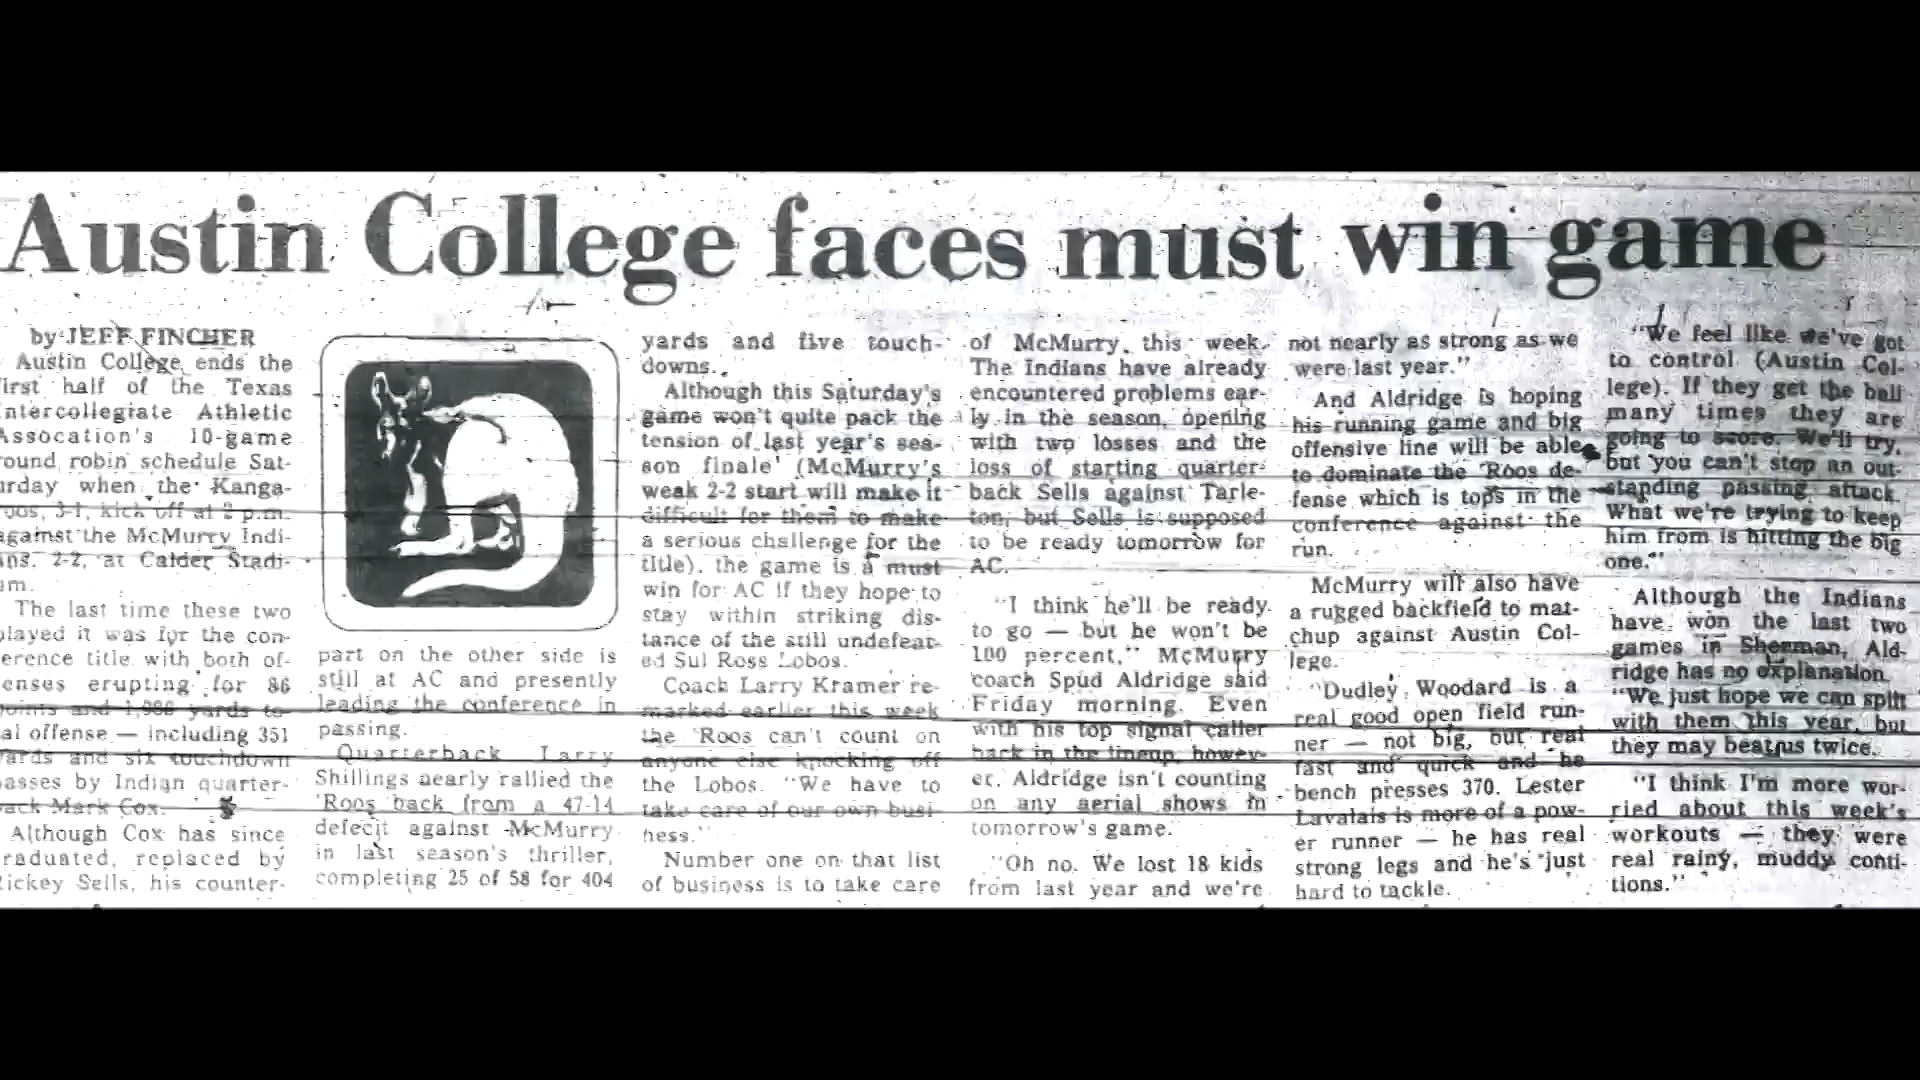 Austin College faces must win game
by JEFF FINCHER
Austin College ends the
irst half of the Texas
ntercollegiate Athletic
Assocation's 10-game
ound robin schedule Sat-
urday when the Kanga-
oos, 3-1, kick off at 2 p.m.
against the McMurry Indi-
ans. 2-2, at Calder Stadi-
um.
The last time these two
played it was for the con-
erence title with both of-
enses erupting for 86
points and 1,988 yards to-
al offense — including 351
yards and six touchdown
passes by Indian quarter-
back Mark Cox.
Although Cox has since
raduated, replaced by
Rickey Sells, his counter-
part on the other side is
still at AC and presently
leading the conference in
passing.
Quarterback Larry
Shillings nearly rallied the
'Roos back from a 47-14
defecit against McMurry
in last season's thriller,
completing 25 of 58 for 404
yards and five touch-
downs.
Although this Saturday's
game won't quite pack the
tension of last year's sea-
son finale (McMurry's
weak 2-2 start will make it
difficult for them to make
a serious challenge for the
title), the game is a must
win for AC if they hope to
stay within striking dis-
tance of the still undefeat-
ed Sul Ross Lobos.
Coach Larry Kramer re-
marked earlier this week
the 'Roos can't count on
anyone else knocking off
the Lobos. "We have to
take care of our own busi-
ness."
Number one on that list
of business is to take care
of McMurry, this week.
The Indians have already
encountered problems ear-
ly in the season, opening
with two losses and the
loss of starting quarter-
back Sells against Tarle-
ton, but Sells is supposed
to be ready tomorrow for
AC.
"I think he'll be ready
to go — but he won't be
100 percent," McMurry
coach Spud Aldridge said
Friday morning. Even
with his top signal caller
back in the lineup, howev-
er, Aldridge isn't counting
on any aerial shows in
tomorrow's game.
"Oh no. We lost 18 kids
from last year and we're
not nearly as strong as we
were last year."
And Aldridge is hoping
his running game and big
offensive line will be able
to dominate the 'Roos de-
fense which is tops in the
conference against the
run.
McMurry will also have
a rugged backfield to mat-
chup against Austin Col-
lege.
"Dudley Woodard is a
real good open field run-
ner — not big, but real
fast and quick and he
bench presses 370. Lester
Lavalais is more of a pow-
er runner — he has real
strong legs and he's just
hard to tackle.
"We feel like we've got
to control (Austin Col-
lege). If they get the ball
many times they are
going to score. We'll try,
but you can't stop an out-
standing passing attack.
What we're trying to keep
him from is hitting the big
one."
Although the Indians
have won the last two
games in Sherman, Ald-
ridge has no explanation.
"We just hope we can split
with them this year, but
they may beat us twice.
"I think I'm more wor-
ried about this week's
workouts — they were
real rainy, muddy conti-
tions."